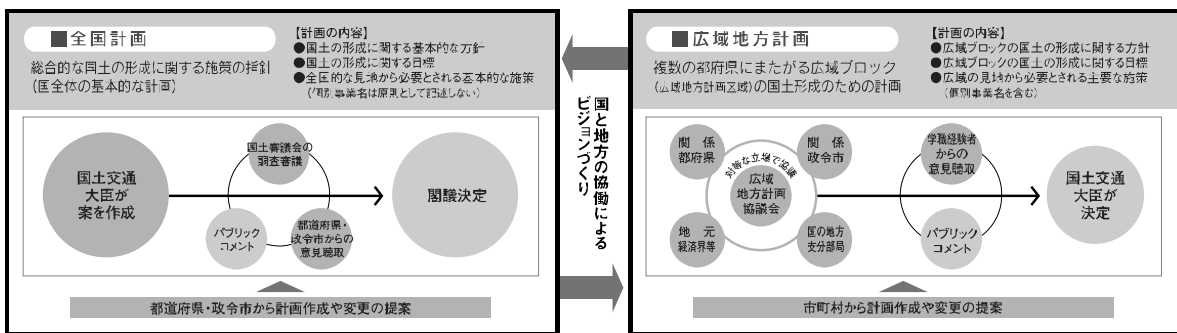 ■全国計画
総合的な国土の形成に関する施策の指針
(国全体の基本的な計画)
【計画の内容】
●国土の形成に関する基本的な方針
●国土の形成に関する目標
●全国的な見地から必要とされる基本的な施策
(個別事業名は原則として記述しない)
国土交通
大臣が
案を作成
国土審議会の
調査審議
パブリック
コメント
都道府県・
政令市からの
意見聴取
閣議決定
都道府県・政令市から計画作成や変更の提案
国と地方の協働による
ビジョンづくり
■広域地方計画
複数の都府県にまたがる広域ブロック
(広域地方計画区域)の国土形成のための計画
【計画の内容】
●広域ブロックの国土の形成に関する方針
●広域ブロックの国土の形成に関する目標
●広域の見地から必要とされる主要な施策
(個別事業名を含む)
関係
都府県
関係
政令市
対等な立場で協議
広域
地方計画
協議会
地元
経済界等
国の地方
支分部局
学識経験者
からの
意見聴取
パブリック
コメント
国土交通
大臣が
決定
市町村から計画作成や変更の提案